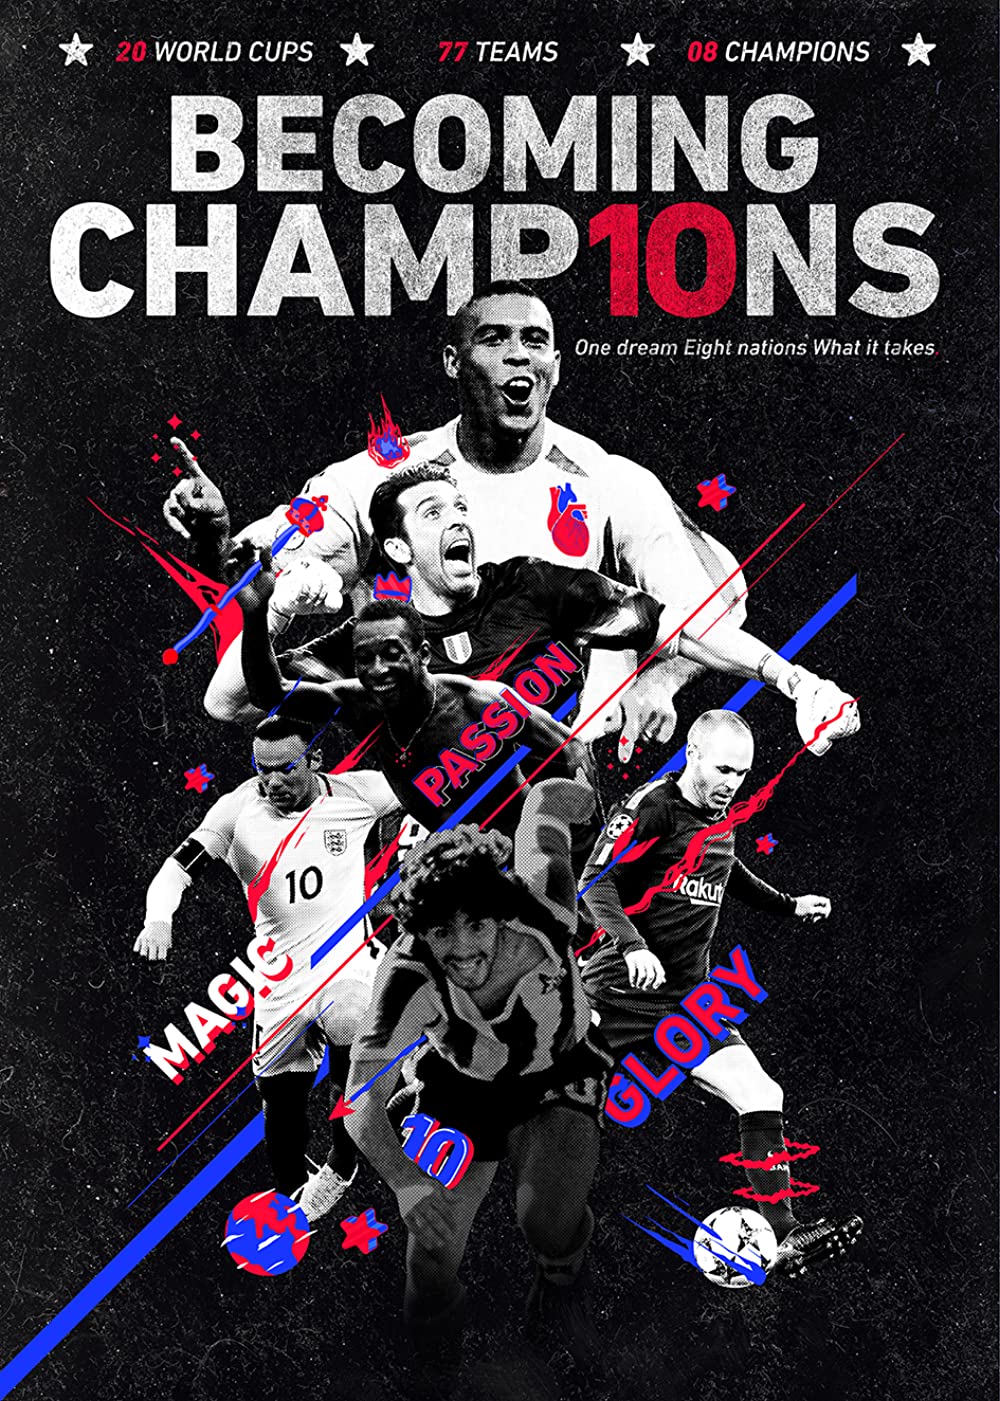 20 WORLD CUPS
77 TEAMS
08 CHAMPIONS
BECOMING
CHAMP10NS
One dream Eight nations What it takes.
PASSION
10
Rakut
MAGIC
GLORY
10